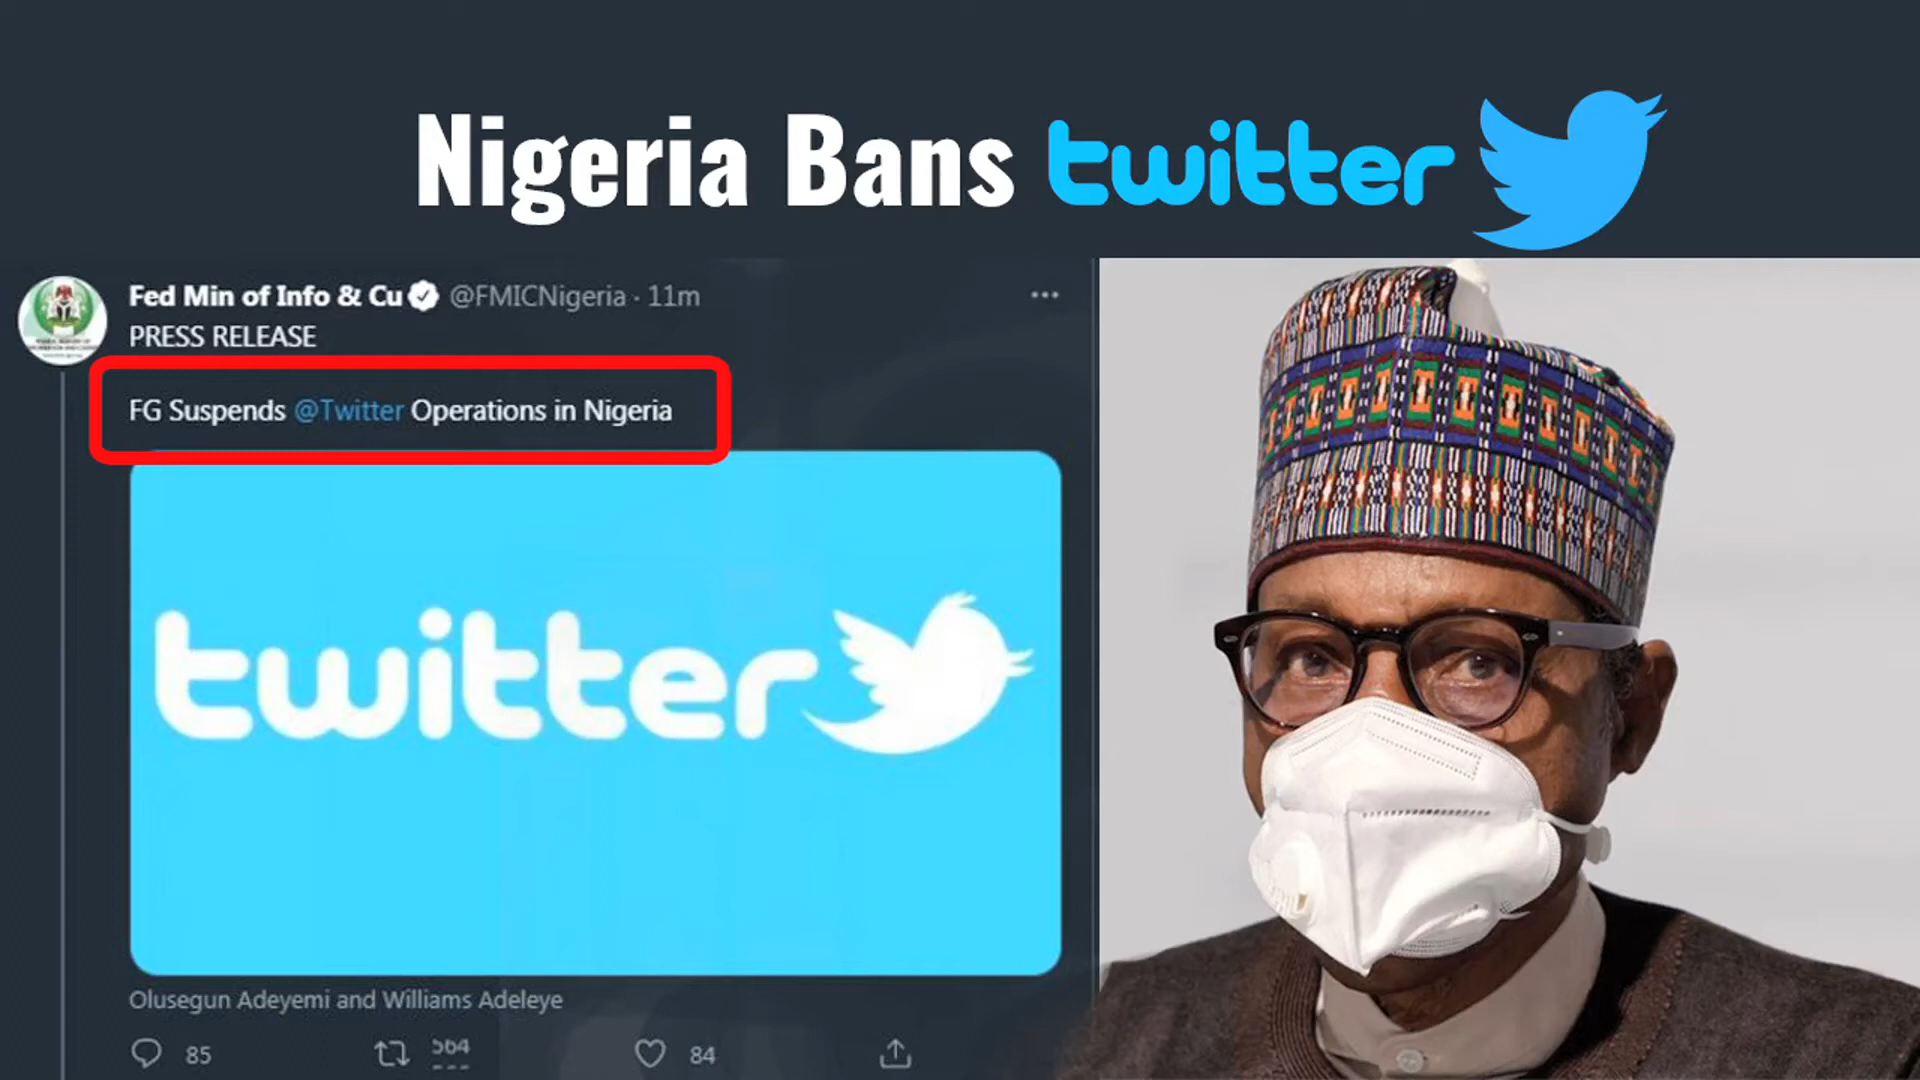 Nigeria Bans twitter
Fed Min of Info & Cu @FMICNigeria · 11m
PRESS RELEASE
FG Suspends @Twitter Operations in Nigeria
twitter
Olusegun Adeyemi and Williams Adeleye
85 564 84